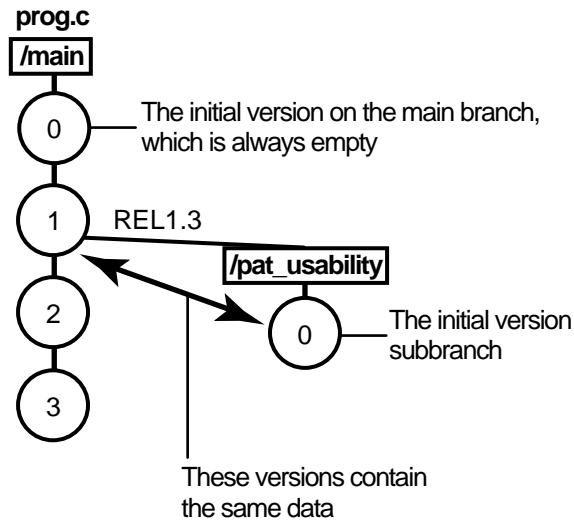 prog.c
/main
0
The initial version on the main branch,
which is always empty
1
REL1.3
/pat_usability
2
0
The initial version
subbranch
3
These versions contain
the same data